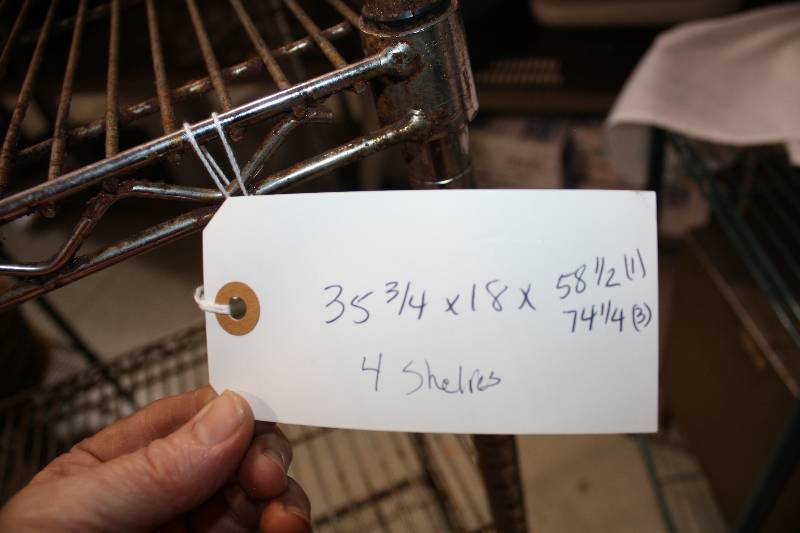 35 3/4 x 18 x 58 1/2 (1)
74 1/4 (3)
4 Shelves